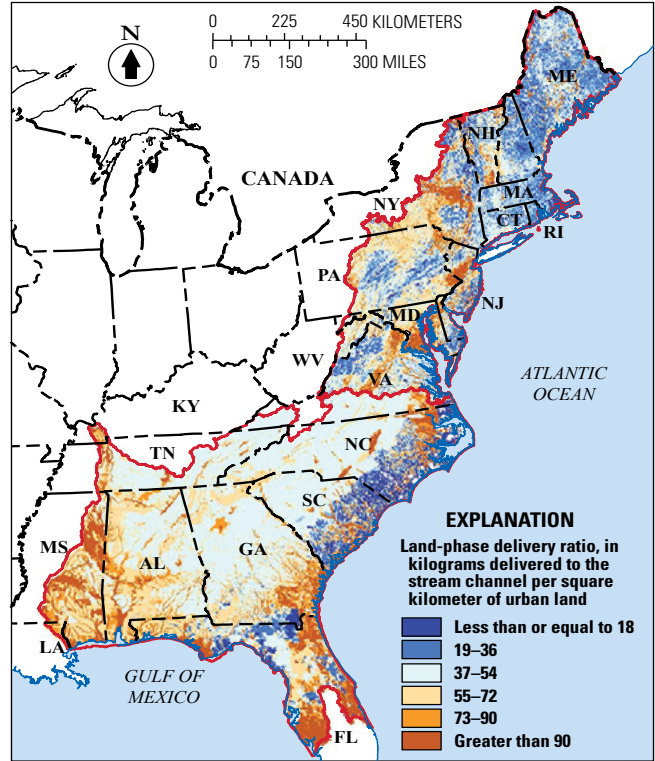 N
0 225 450 KILOMETERS
0 75 150 300 MILES
ME
NH
CANADA
MA
NY
CT
RI
PA
NJ
MD
WV
VA
ATLANTIC
OCEAN
KY
NC
TN
SC
MS
AL
GA
LA
GULF OF
MEXICO
FL
EXPLANATION
Land-phase delivery ratio, in
kilograms delivered to the
stream channel per square
kilometer of urban land
Less than or equal to 18
19–36
37–54
55–72
73–90
Greater than 90